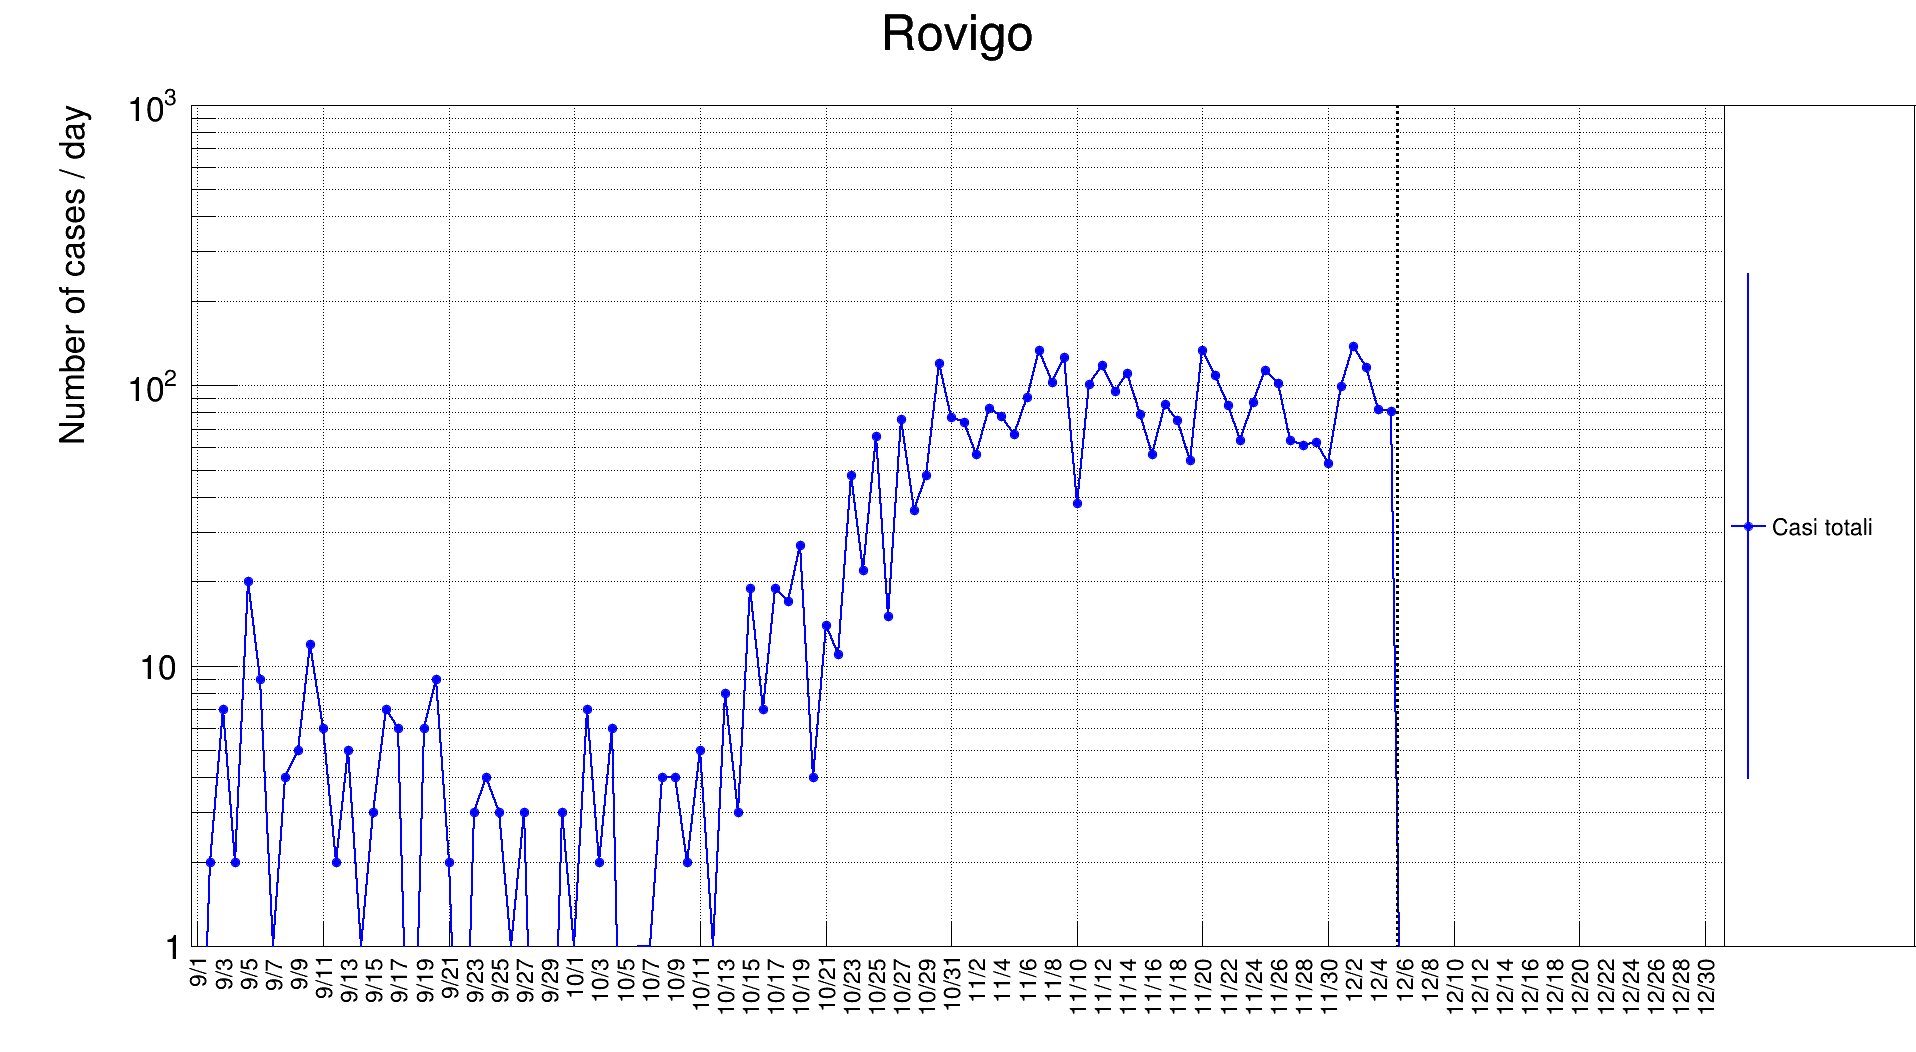 Rovigo
Number of cases / day
10³
10²
10
1
9/1 9/3 9/5 9/7 9/9 9/11 9/13 9/15 9/17 9/19 9/21 9/23 9/25 9/27 9/29 10/1 10/3 10/5 10/7 10/9 10/11 10/13 10/15 10/17 10/19 10/21 10/23 10/25 10/27 10/29 10/31 11/2 11/4 11/6 11/8 11/10 11/12 11/14 11/16 11/18 11/20 11/22 11/24 11/26 11/28 11/30 12/2 12/4 12/6 12/8 12/10 12/12 12/14 12/16 12/18 12/20 12/22 12/24 12/26 12/28 12/30
Casi totali